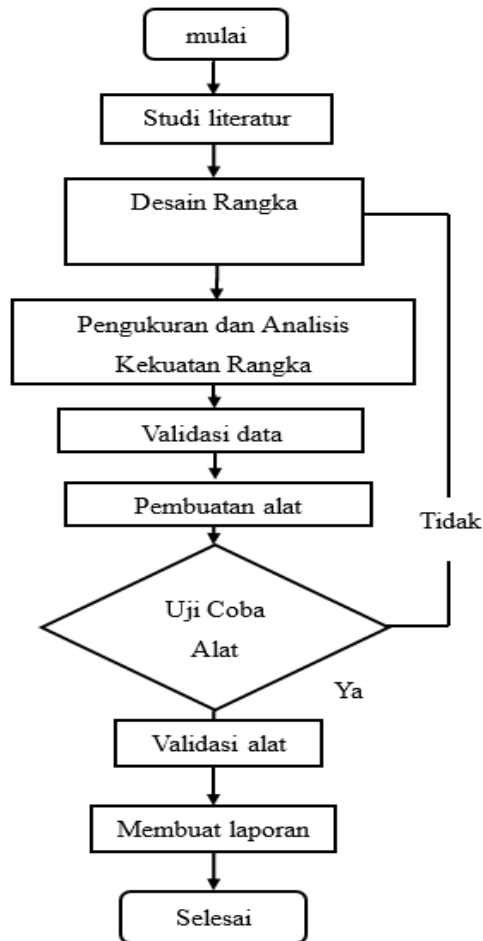 mulai
Studi literatur
Desain Rangka
Pengukuran dan Analisis
Kekuatan Rangka
Validasi data
Pembuatan alat
Tidak
Uji Coba
Alat
Ya
Validasi alat
Membuat laporan
Selesai